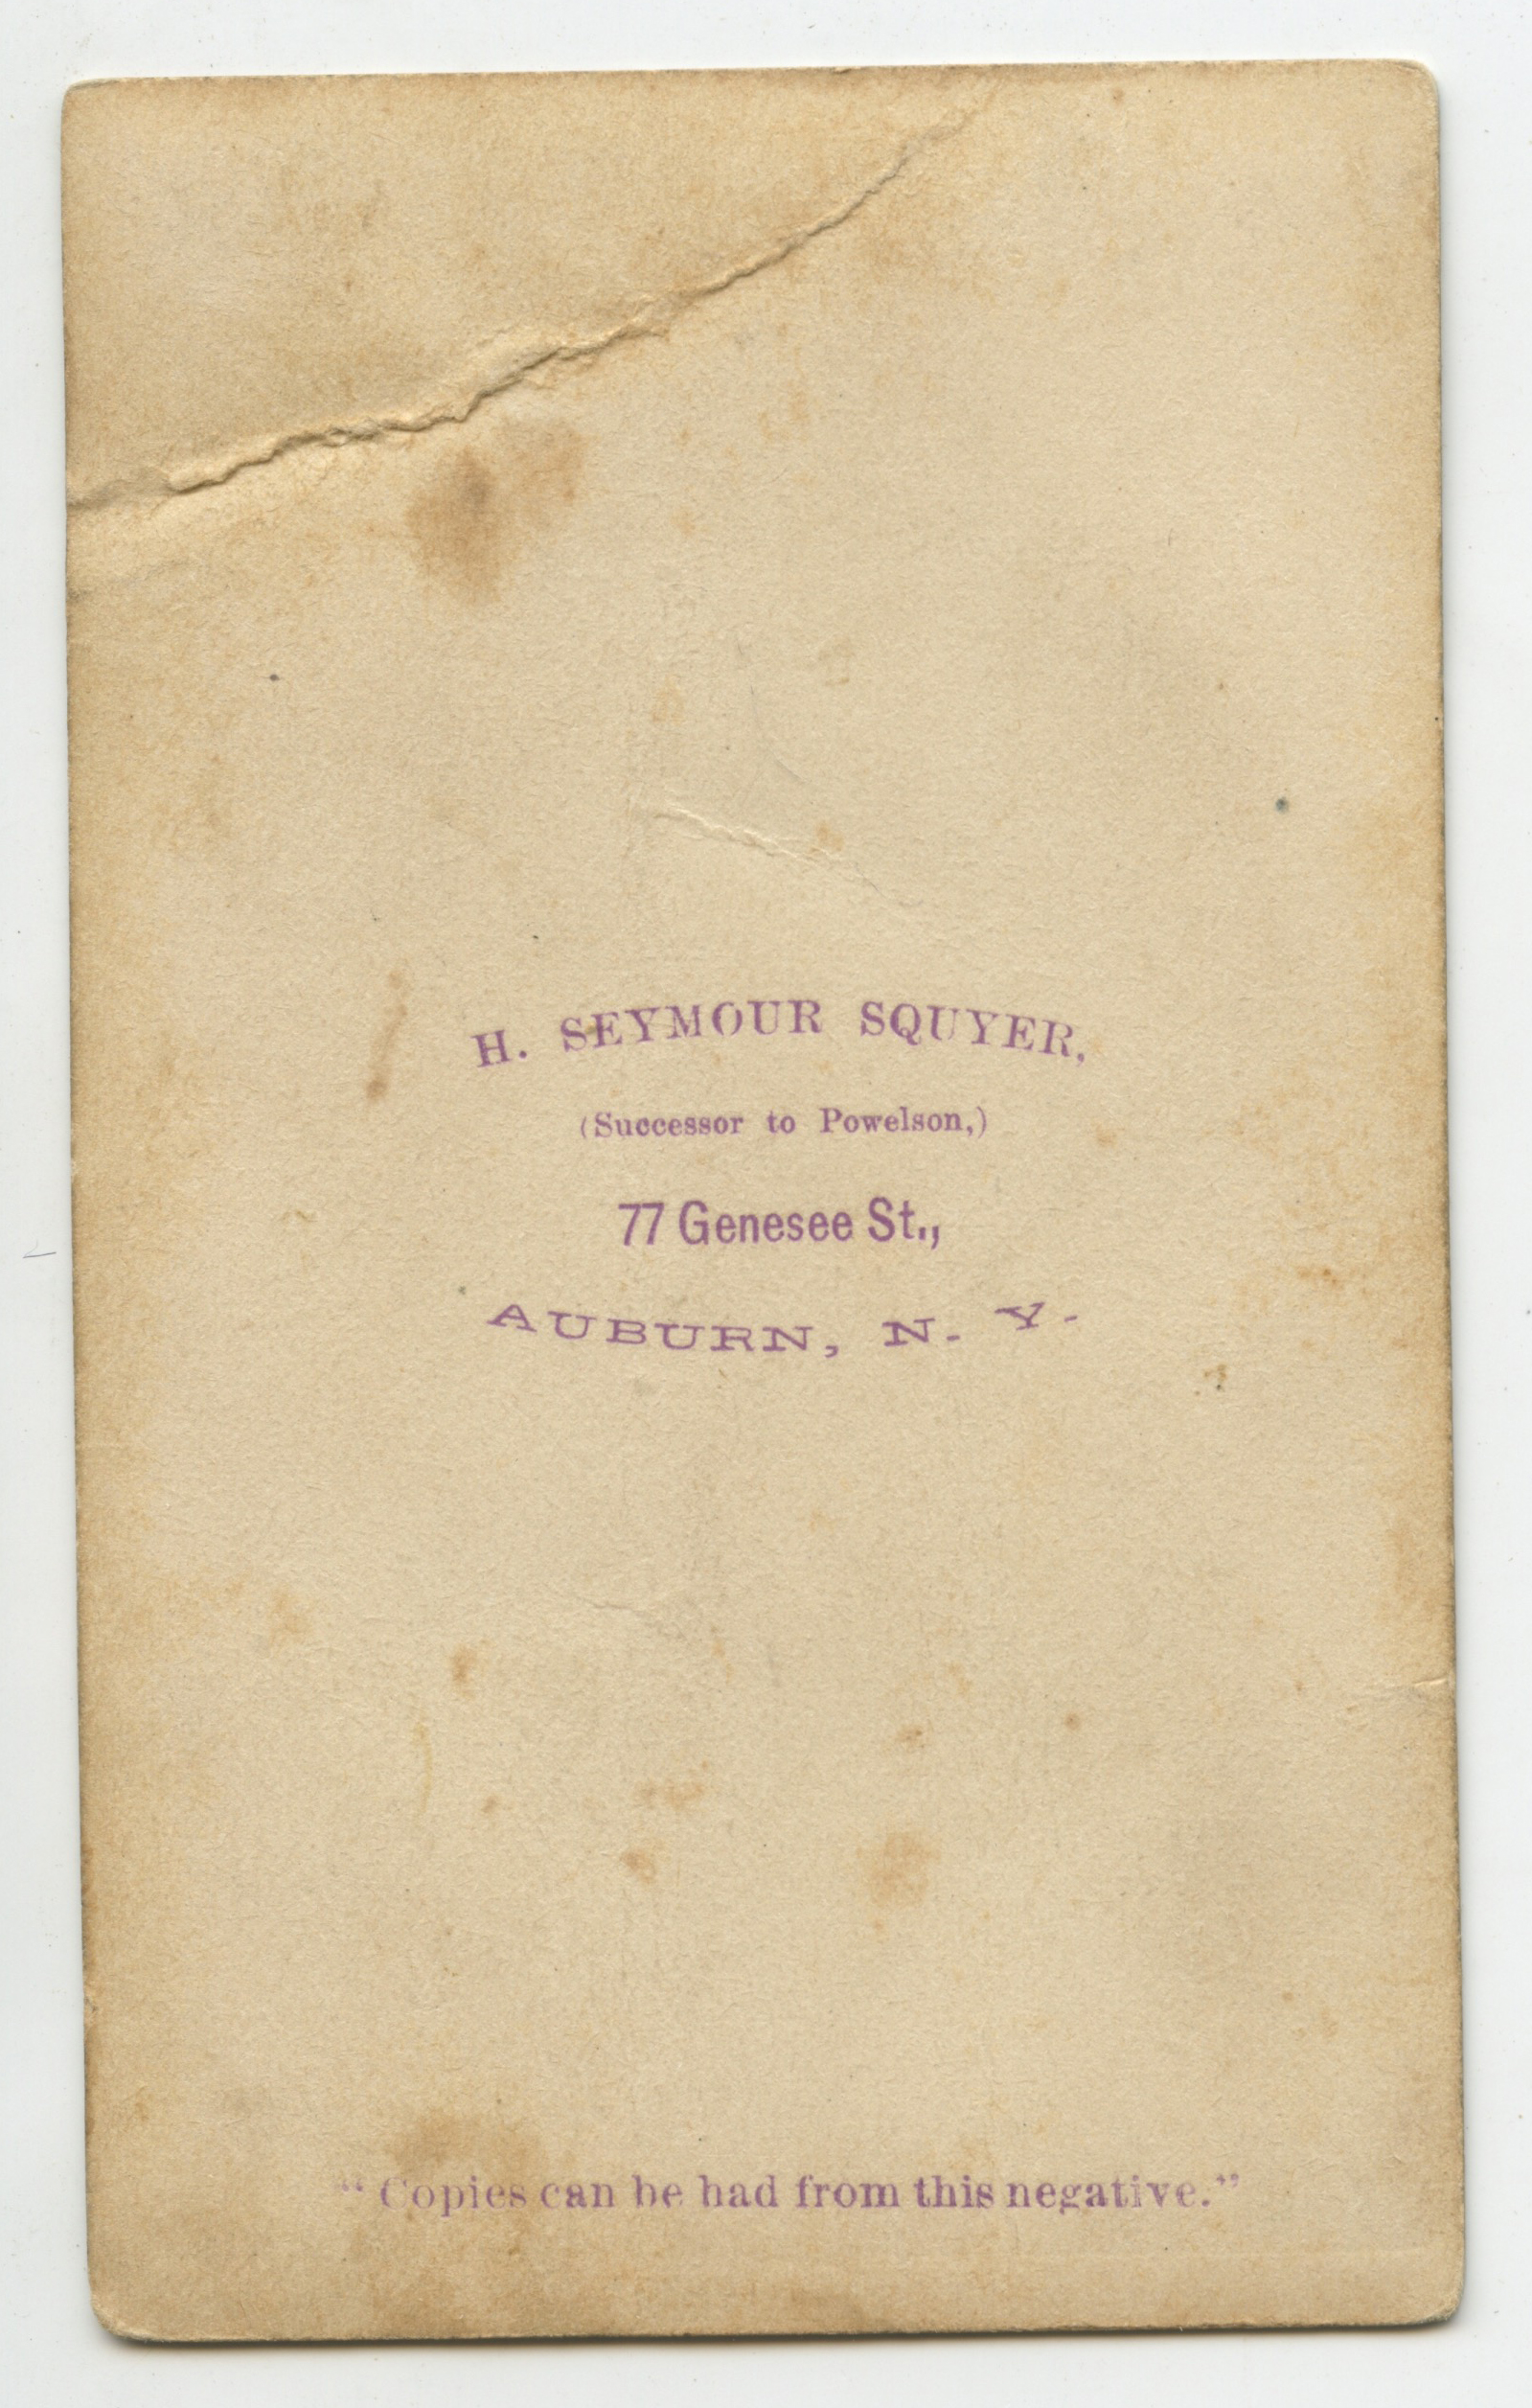 H. SEYMOUR SQUYER,
(Successor to Powelson,)
77 Genesee St.,
AUBURN, N. Y.
“Copies can be had from this negative.”